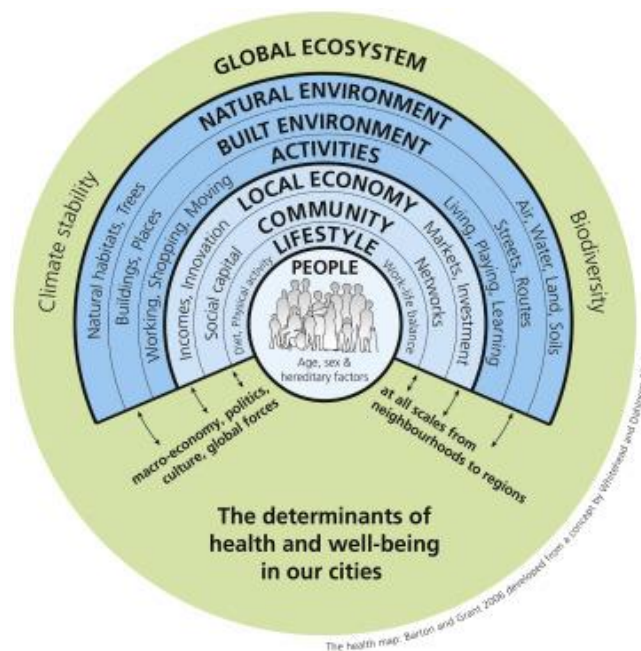 GLOBAL ECOSYSTEM
NATURAL ENVIRONMENT
BUILT ENVIRONMENT
ACTIVITIES
LOCAL ECONOMY
COMMUNITY
LIFESTYLE
PEOPLE
Age, sex &
hereditary factors
Climate stability
Natural habitats, Trees
Buildings, Places
Working, Shopping, Moving
Incomes, Innovation
Social capital
Diet, Physical activity
Work-life balance
Networks
Markets, Investment
Living, Playing, Learning
Streets, Routes
Air, Water, Land, Soils
Biodiversity
macro-economy, politics,
culture, global forces
at all scales from
neighbourhoods to regions
The determinants of
health and well-being
in our cities
The health map: Barton and Grant 2006 developed from a concept by Whitehead and